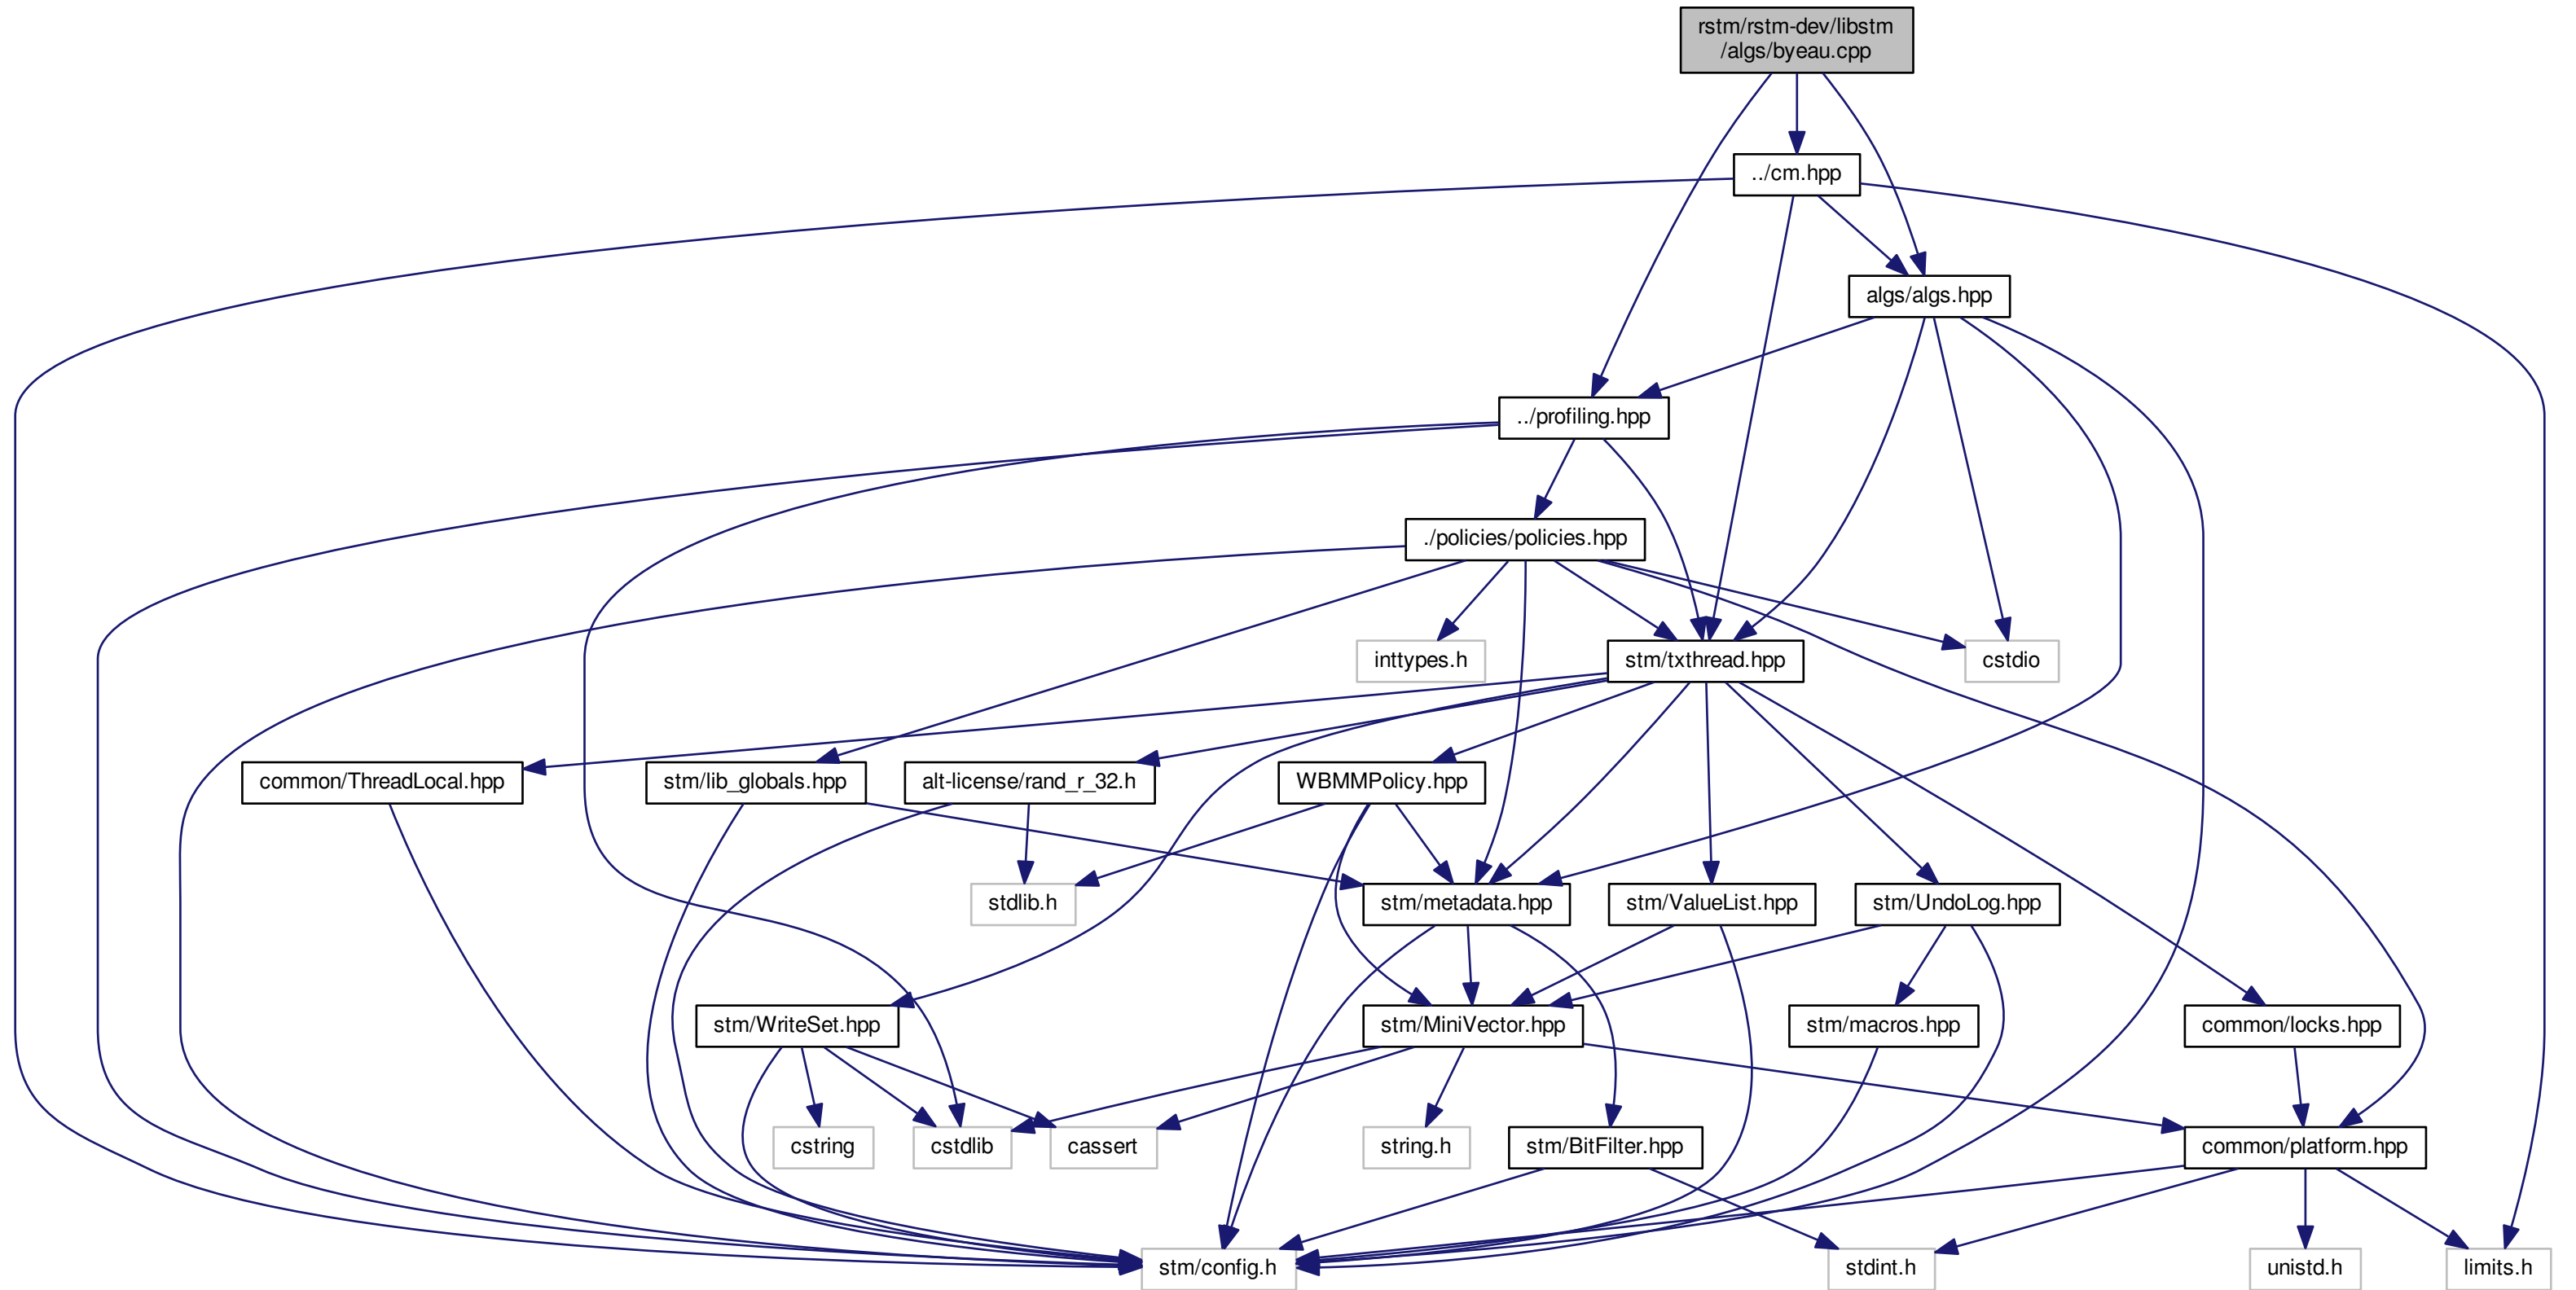 rstm/rstm-dev/libstm
/algs/byeau.cpp
../cm.hpp
algs/algs.hpp
../profiling.hpp
./policies/policies.hpp
inttypes.h
stm/txthread.hpp
cstdio
common/ThreadLocal.hpp
stm/lib_globals.hpp
alt-license/rand_r_32.h
WBMMPolicy.hpp
stdlib.h
stm/metadata.hpp
stm/ValueList.hpp
stm/UndoLog.hpp
stm/WriteSet.hpp
stm/MiniVector.hpp
stm/macros.hpp
common/locks.hpp
cstring
cstdlib
cassert
string.h
stm/BitFilter.hpp
common/platform.hpp
stm/config.h
stdint.h
unistd.h
limits.h